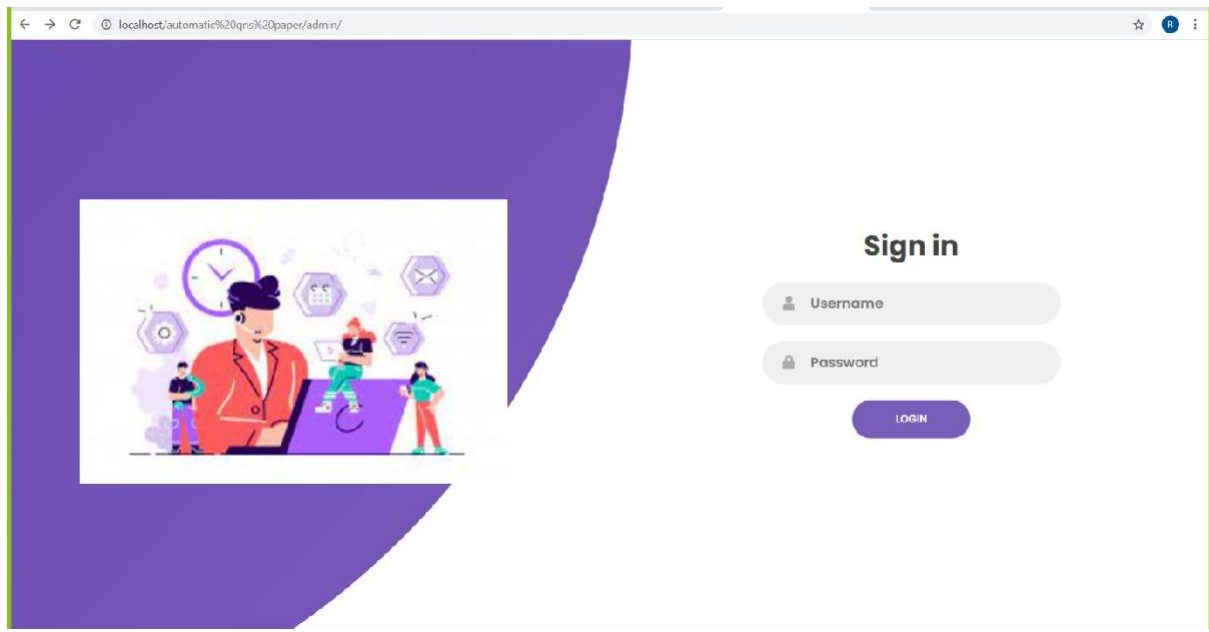 localhost/automatic%20qns%20paper/admin/
R
Sign in
Username
Password
LOGIN